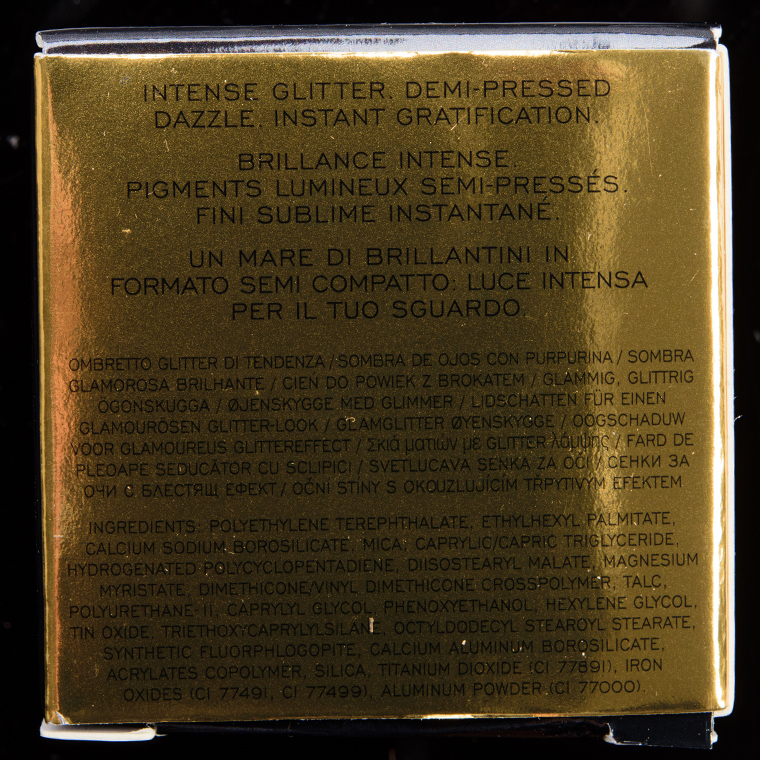 INTENSE GLITTER. DEMI-PRESSED
DAZZLE. INSTANT GRATIFICATION.
BRILLANCE INTENSE.
PIGMENTS LUMINEUX SEMI-PRESSÉS.
FINI SUBLIME INSTANTANÉ.
UN MARE DI BRILLANTINI IN
FORMATO SEMI COMPATTO: LUCE INTENSA
PER IL TUO SGUARDO.
OMBRETTO GLITTER DI TENDENZA / SOMBRA DE OJOS CON PURPURINA / SOMBRA
GLAMOROSA BRILHANTE / CIEN DO POWIEK Z BROKATEM / GLAMMIG, GLITTRIG
ÖGONSKUGGA / ØJENSKYGGE MED GLIMMER / LIDSCHATTEN FÜR EINEN
GLAMOURÖSEN GLITTER-LOOK / GLAMGLITTER ØYENSKYGGE / OOGSCHADUW
VOOR GLAMOUREUS GLITTEREFFECT / Σκιά ματιών με GLITTER λάμψης / FARD DE
PLEOAPE SEDUCĂTOR CU SCLIPICI / SVETLUCAVA SENKA ZA OČI / СЕНКИ ЗА
ОЧИ С БЛЕСТЯЩ ЕФЕКТ / OČNÍ STÍNY S OKOUZLUJÍCÍM TŘPYTIVÝM EFEKTEM
INGREDIENTS: POLYETHYLENE TEREPHTHALATE, ETHYLHEXYL PALMITATE,
CALCIUM SODIUM BOROSILICATE, MICA, CAPRYLIC/CAPRIC TRIGLYCERIDE,
HYDROGENATED POLYCYCLOPENTADIENE, DIISOSTEARYL MALATE, MAGNESIUM
MYRISTATE, DIMETHICONE/VINYL DIMETHICONE CROSSPOLYMER, TALC,
POLYURETHANE-11, CAPRYLYL GLYCOL, PHENOXYETHANOL, HEXYLENE GLYCOL,
TIN OXIDE, TRIETHOXYCAPRYLYLSILANE, OCTYLDODECYL STEAROYL STEARATE,
SYNTHETIC FLUORPHLOGOPITE, CALCIUM ALUMINUM BOROSILICATE,
ACRYLATES COPOLYMER, SILICA, TITANIUM DIOXIDE (CI 77891), IRON
OXIDES (CI 77491, CI 77499), ALUMINUM POWDER (CI 77000).